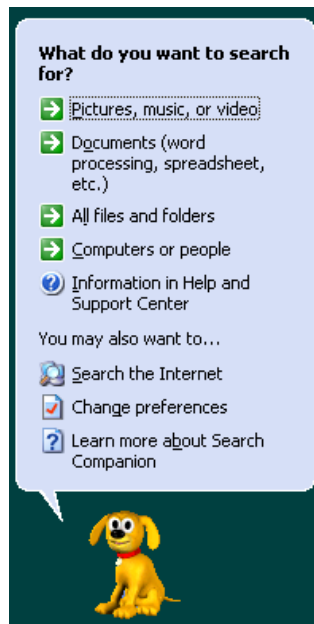 What do you want to search
for?
Pictures, music, or video
Documents (word
processing, spreadsheet,
etc.)
All files and folders
Computers or people
Information in Help and
Support Center
You may also want to...
Search the Internet
Change preferences
Learn more about Search
Companion